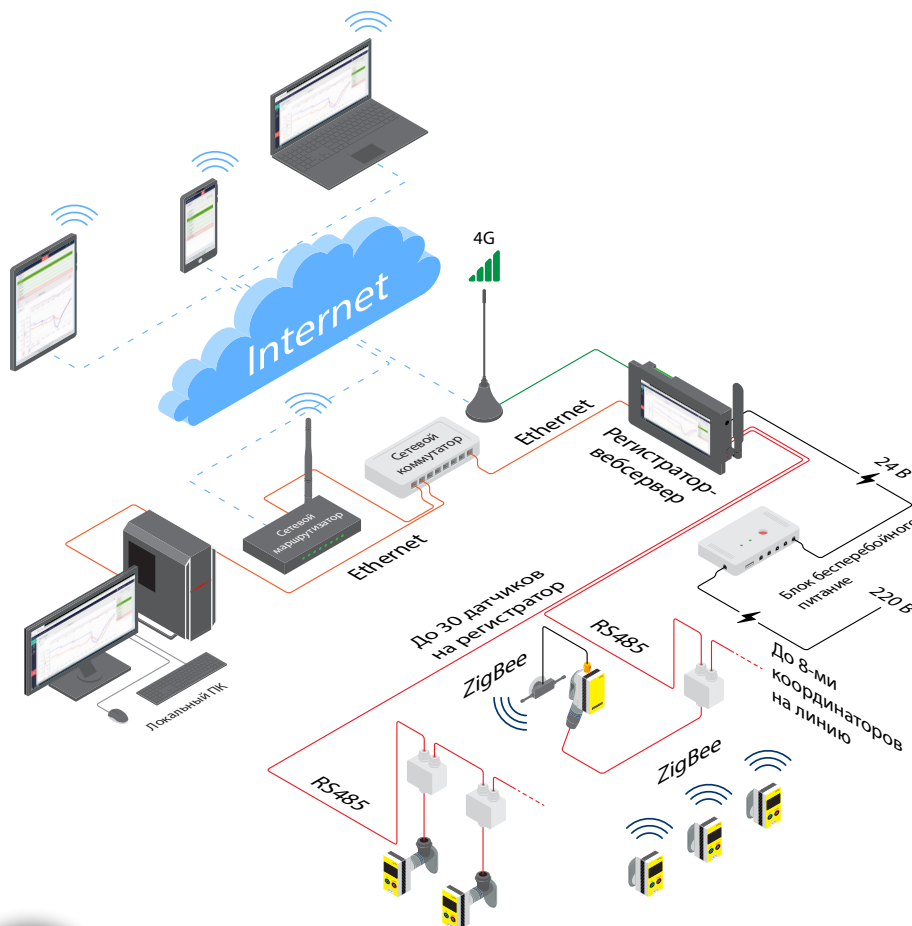 4G
Internet
Ethernet
Сетевой
коммутатор
Регистратор-
вебсервер
24 В
Сетевой
маршрутизатор
Ethernet
Блок бесперебойного
питание
220 В
До 30 датчиков
на регистратор
RS485
ZigBee
До 8-ми
координаторов
на линию
Локальный ПК
ZigBee
RS485